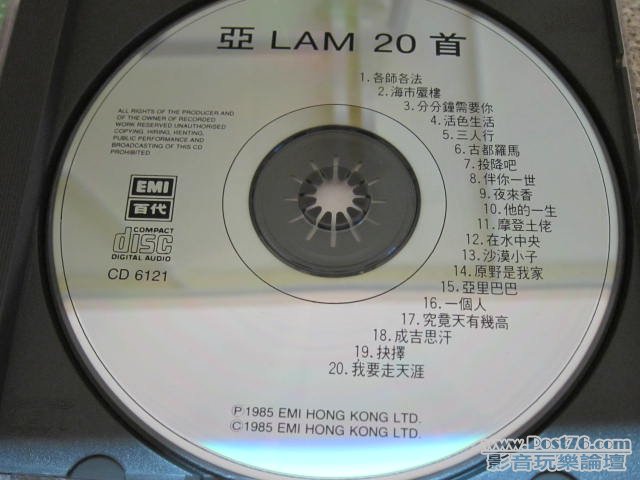 亞 LAM 20 首
1. 各師各法
2. 海市蜃樓
3. 分分鐘需要你
4. 活色生活
5. 三人行
6. 古都羅馬
7. 投降吧
8. 伴你一世
9. 夜來香
10. 他的一生
11. 摩登土佬
12. 在水中央
13. 沙漠小子
14. 原野是我家
15. 亞里巴巴
16. 一個人
17. 究竟天有幾高
18. 成吉思汗
19. 抉擇
20. 我要走天涯
ALL RIGHTS OF THE PRODUCER AND
OF THE OWNER OF RECORDED
WORK RESERVED UNAUTHORISED
COPYING, HIRING, RENTING,
PUBLIC PERFORMANCE AND
BROADCASTING OF THIS CD
PROHIBITED
EMI
百代
COMPACT
disc
DIGITAL AUDIO
CD 6121
Ⓟ1985 EMI HONG KONG LTD.
Ⓒ1985 EMI HONG KONG LTD.
www.Post76.com
影音玩樂論壇